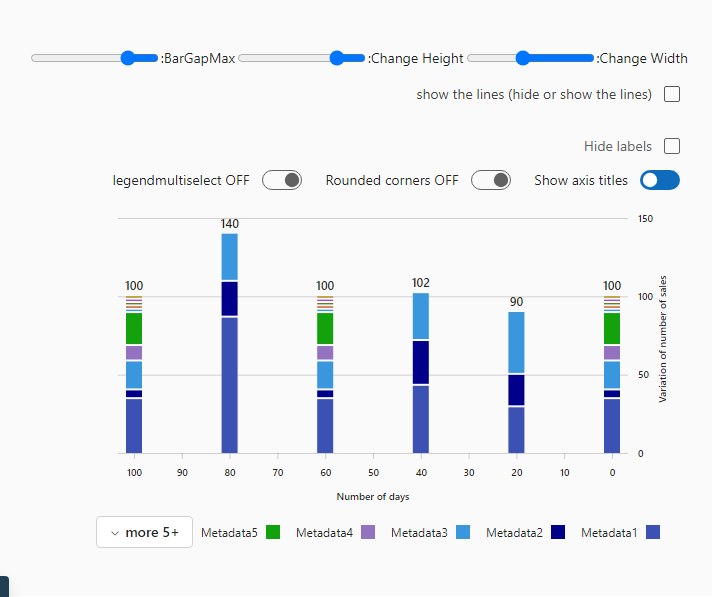 :BarGapMax :Change Height :Change Width
show the lines (hide or show the lines)
Hide labels
legendmultiselect OFF Rounded corners OFF Show axis titles
150
140
100 100 102 90 100
100
50
0
Variation of number of sales
100 90 80 70 60 50 40 30 20 10 0
Number of days
more 5+ Metadata5 Metadata4 Metadata3 Metadata2 Metadata1